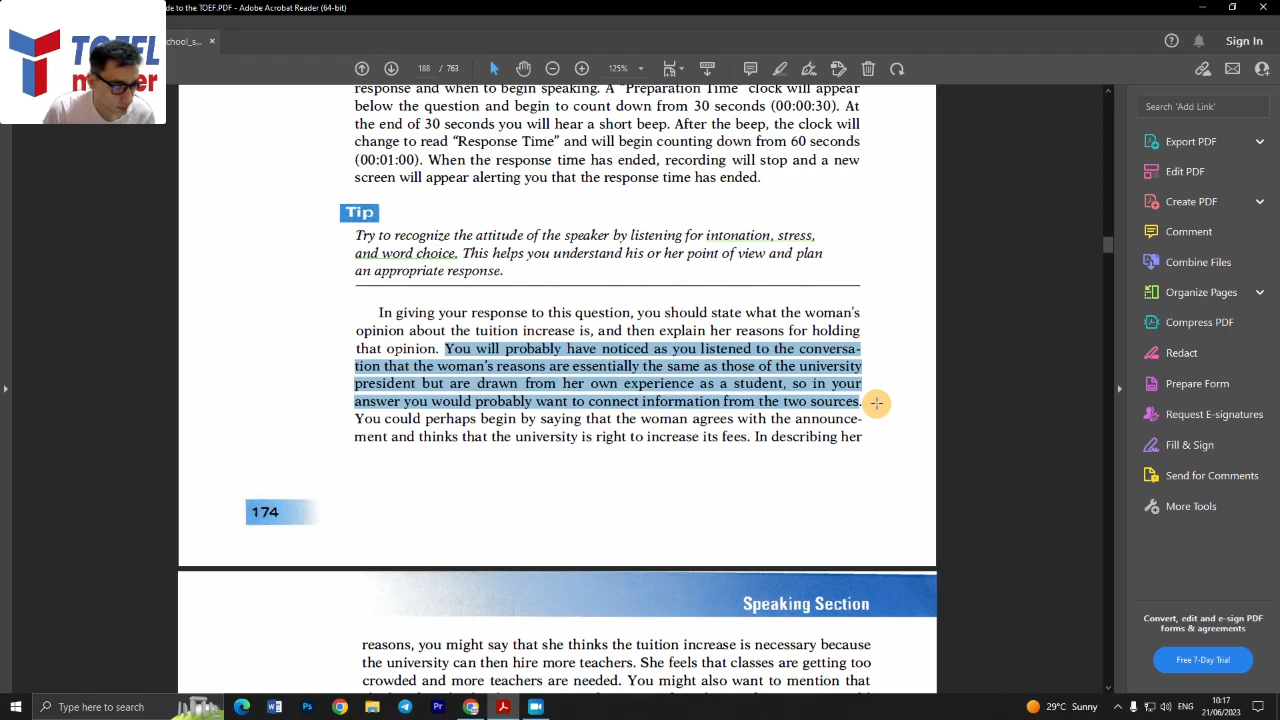 de to the TOEF.PDF - Adobe Acrobat Reader (64-bit)
TOEFL
chool_s...
188 / 763
125%
Sign In
response and when to begin speaking. A "Preparation Time" clock will appear
below the question and begin to count down from 30 seconds (00:00:30). At
the end of 30 seconds you will hear a short beep. After the beep, the clock will
change to read "Response Time" and will begin counting down from 60 seconds
(00:01:00). When the response time has ended, recording will stop and a new
screen will appear alerting you that the response time has ended.
Tip
Try to recognize the attitude of the speaker by listening for intonation, stress,
and word choice. This helps you understand his or her point of view and plan
an appropriate response.
In giving your response to this question, you should state what the woman's
opinion about the tuition increase is, and then explain her reasons for holding
that opinion. You will probably have noticed as you listened to the conversa-
tion that the woman's reasons are essentially the same as those of the university
president but are drawn from her own experience as a student, so in your
answer you would probably want to connect information from the two sources.
You could perhaps begin by saying that the woman agrees with the announce-
ment and thinks that the university is right to increase its fees. In describing her
174
Speaking Section
reasons, you might say that she thinks the tuition increase is necessary because
the university can then hire more teachers. She feels that classes are getting too
crowded and more teachers are needed. You might also want to mention that
Search 'Add Link'
Export PDF
Edit PDF
Create PDF
Comment
Combine Files
Organize Pages
Compress PDF
Redact
Prepare Form
Request E-signatures
Fill & Sign
Send for Comments
More Tools
Convert, edit and e-sign PDF
forms & agreements
Free 7-Day Trial
Type here to search
29°C Sunny
ENG
10:17
21/06/2023